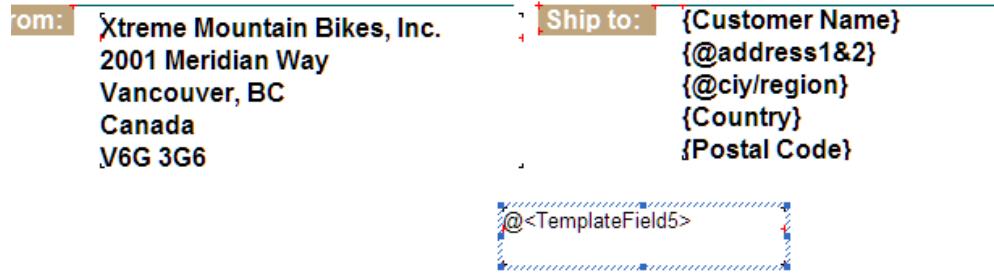 rom:
Xtreme Mountain Bikes, Inc.
2001 Meridian Way
Vancouver, BC
Canada
V6G 3G6
Ship to:
{Customer Name}
{@address1&2}
{@ciy/region}
{Country}
{Postal Code}
@<TemplateField5>